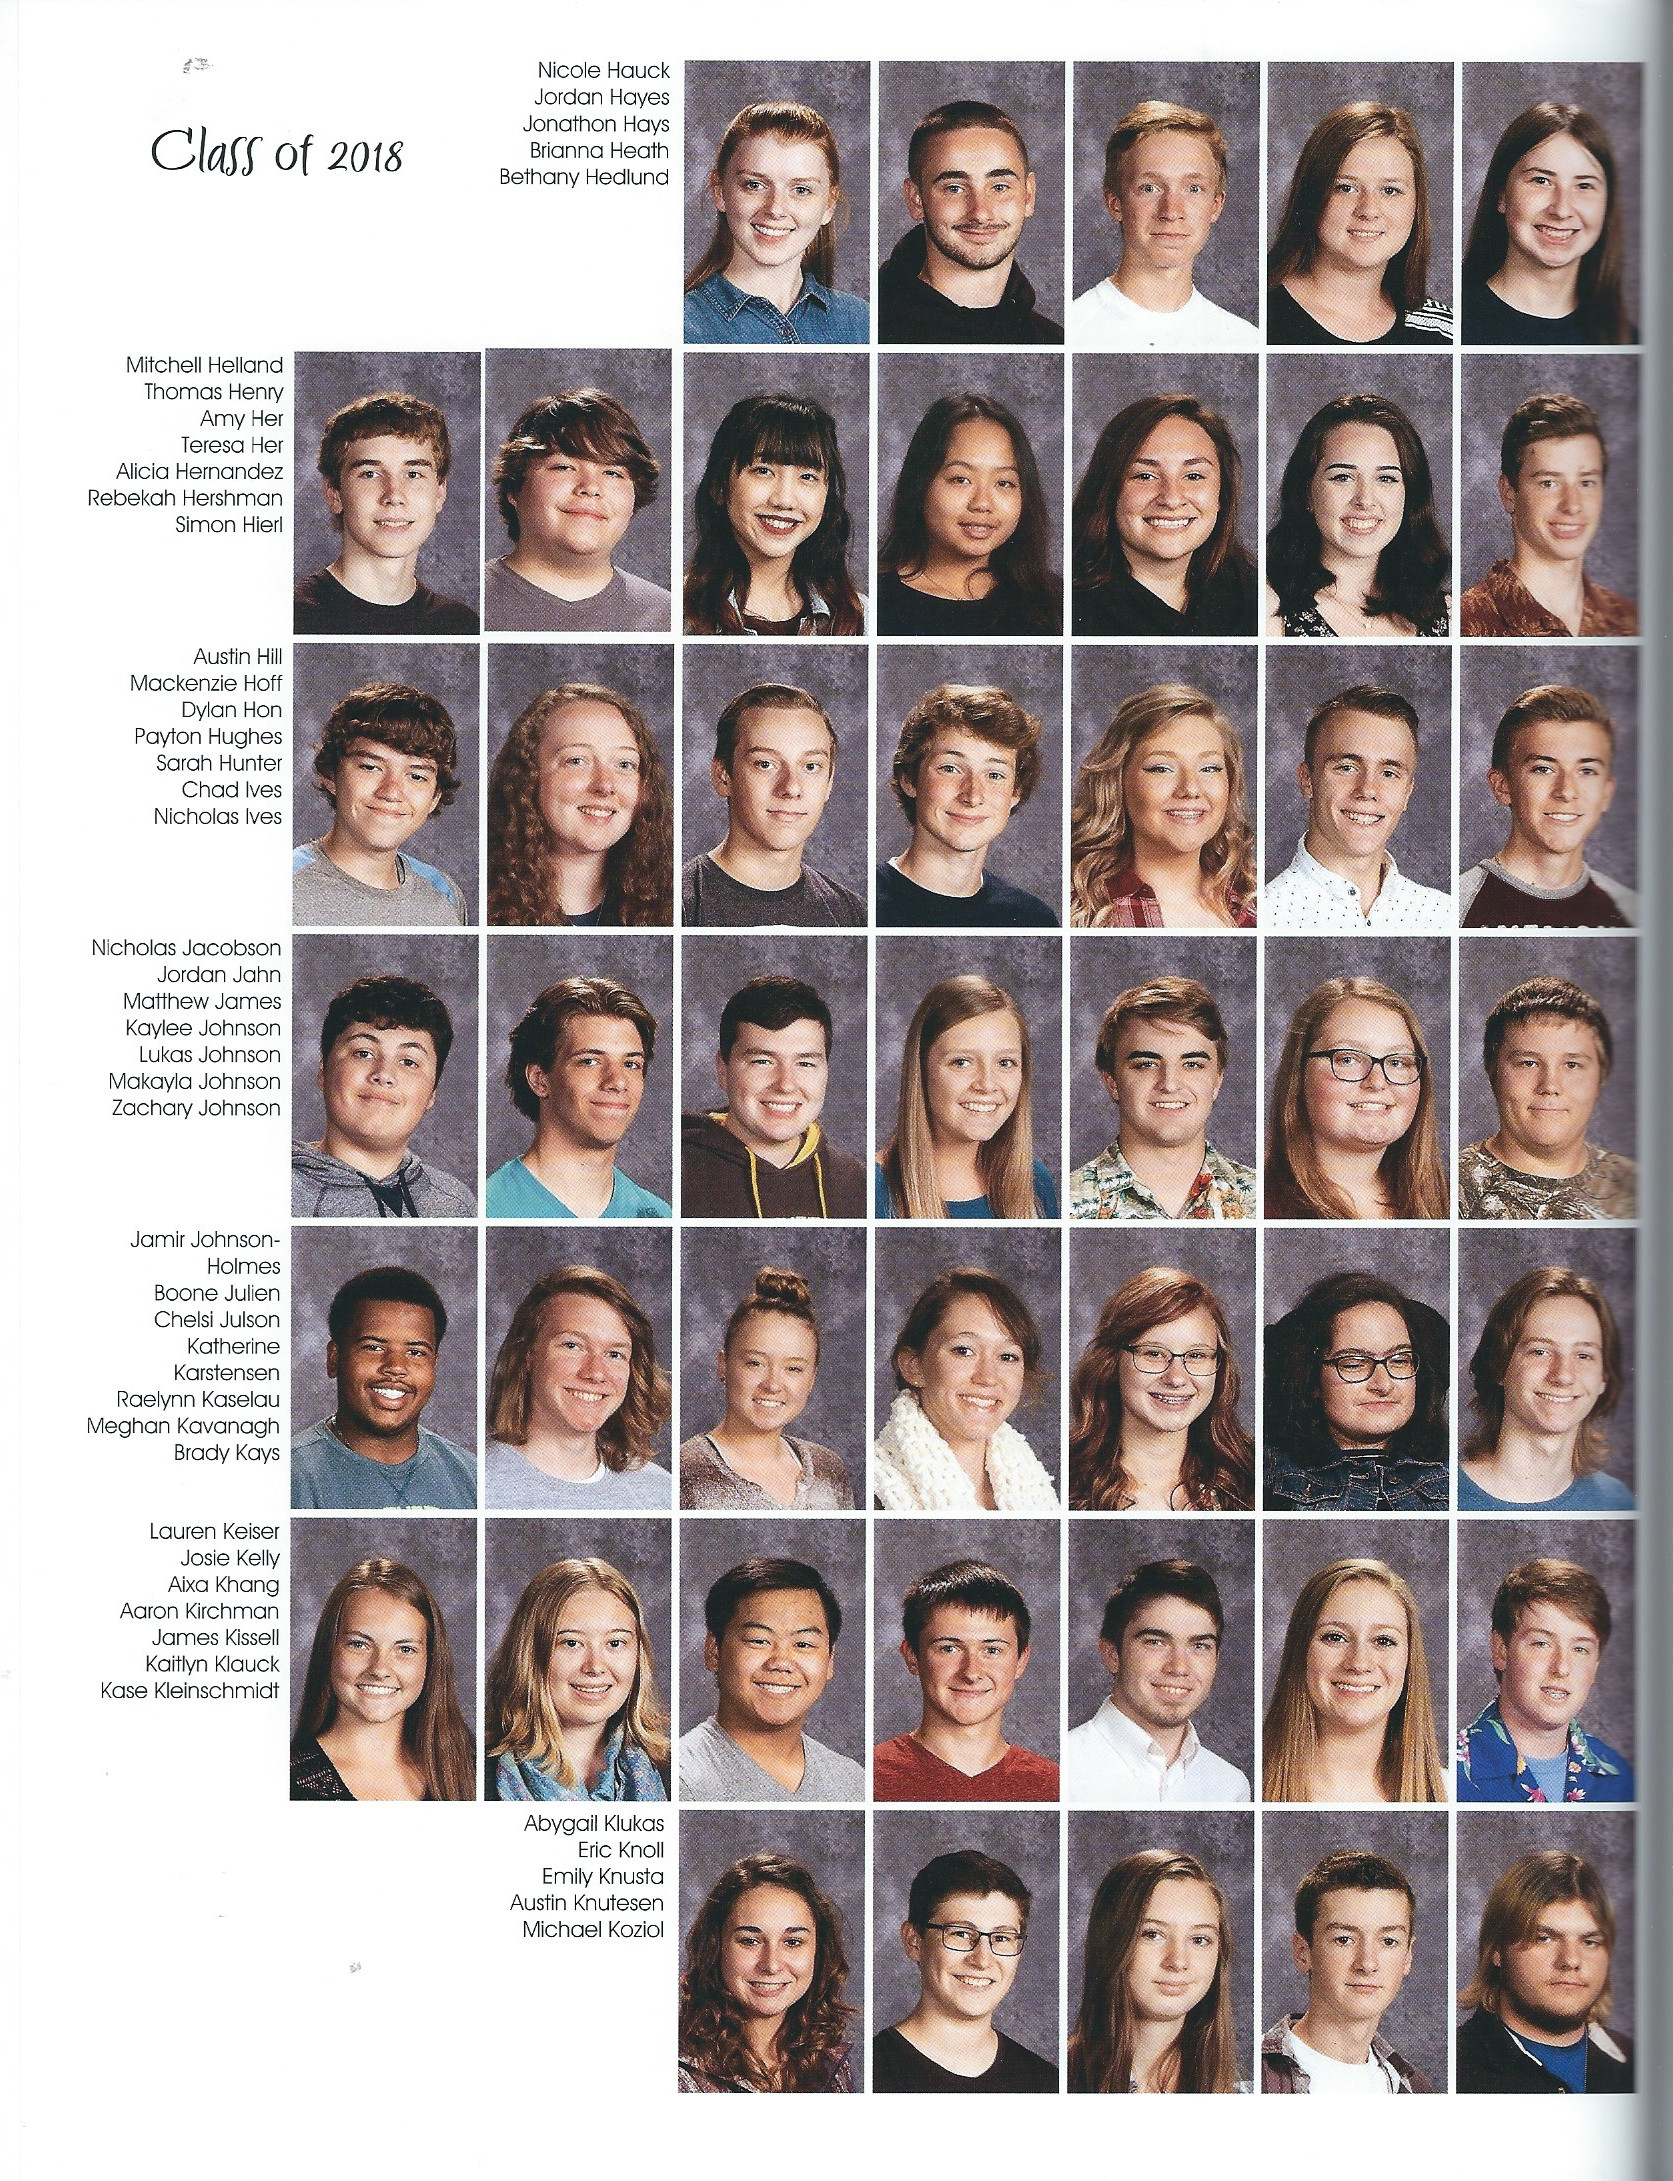 Class of 2018
Nicole Hauck
Jordan Hayes
Jonathon Hays
Brianna Heath
Bethany Hedlund
Mitchell Helland
Thomas Henry
Amy Her
Teresa Her
Alicia Hernandez
Rebekah Hershman
Simon Hierl
Austin Hill
Mackenzie Hoff
Dylan Hon
Payton Hughes
Sarah Hunter
Chad Ives
Nicholas Ives
Nicholas Jacobson
Jordan Jahn
Matthew James
Kaylee Johnson
Lukas Johnson
Makayla Johnson
Zachary Johnson
Jamir Johnson-
Holmes
Boone Julien
Chelsi Julson
Katherine
Karstensen
Raelynn Kaselau
Meghan Kavanagh
Brady Kays
Lauren Keiser
Josie Kelly
Aixa Khang
Aaron Kirchman
James Kissell
Kaitlyn Klauck
Kase Kleinschmidt
Abygail Klukas
Eric Knoll
Emily Knusta
Austin Knutesen
Michael Koziol